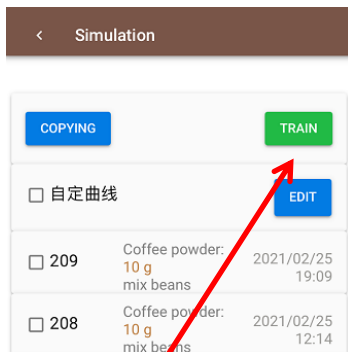 Simulation
COPYING TRAIN
自定曲线 EDIT
209 Coffee powder: 10 g mix beans 2021/02/25 19:09
208 Coffee powder: 10 g mix beans 2021/02/25 12:14